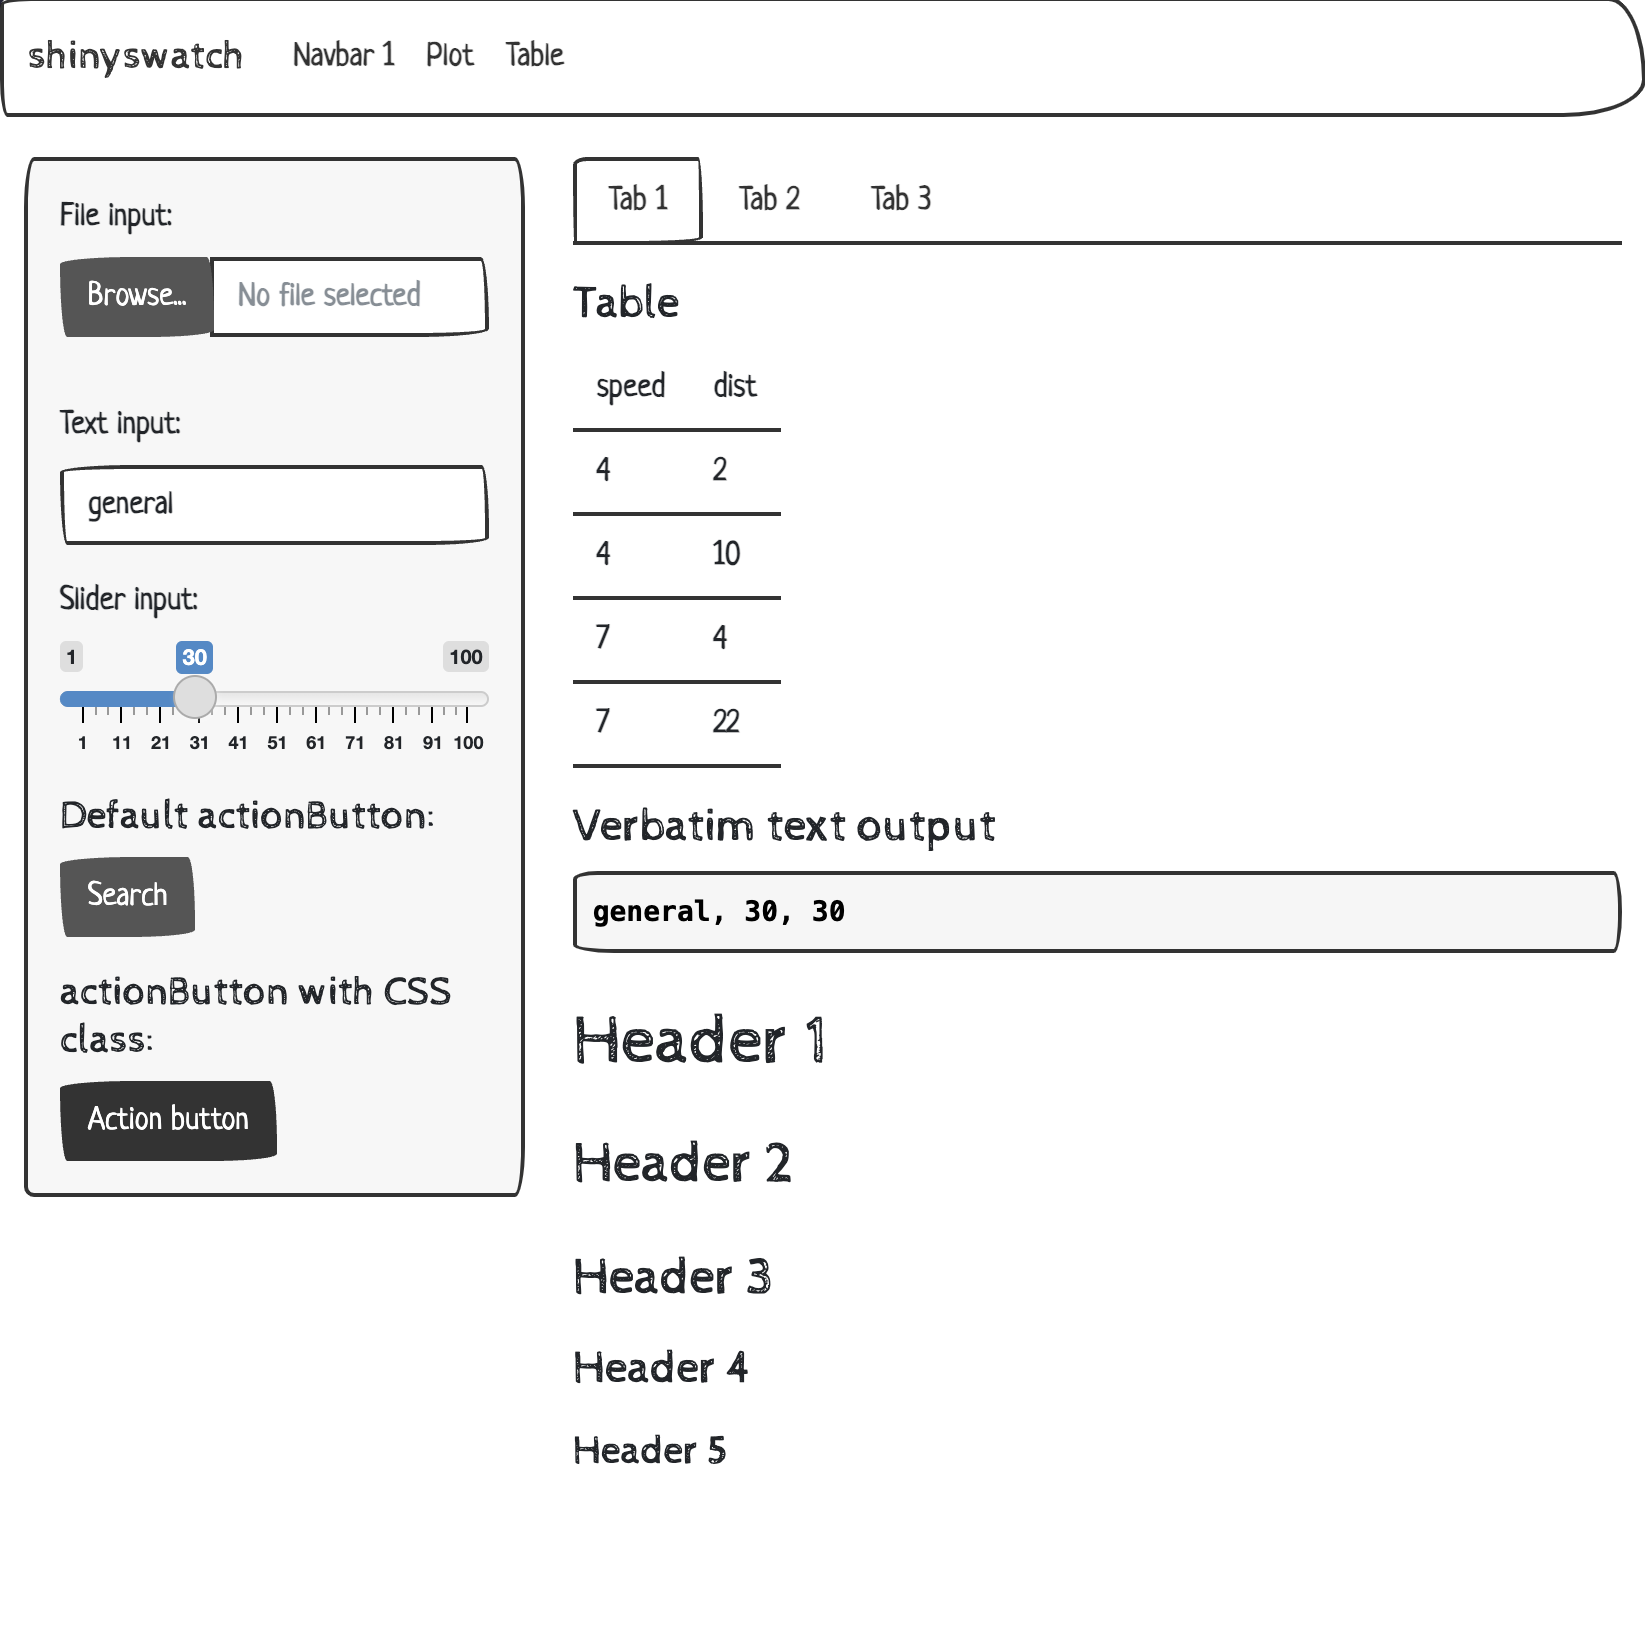 shinyswatch Navbar 1 Plot Table
File input:
Browse... No file selected
Text input:
general
Slider input:
1 30 100
1 11 21 31 41 51 61 71 81 91 100
Default actionButton:
Search
actionButton with CSS
class:
Action button
Tab 1 Tab 2 Tab 3
Table
speed dist
4 2
4 10
7 4
7 22
Verbatim text output
general, 30, 30
Header 1
Header 2
Header 3
Header 4
Header 5